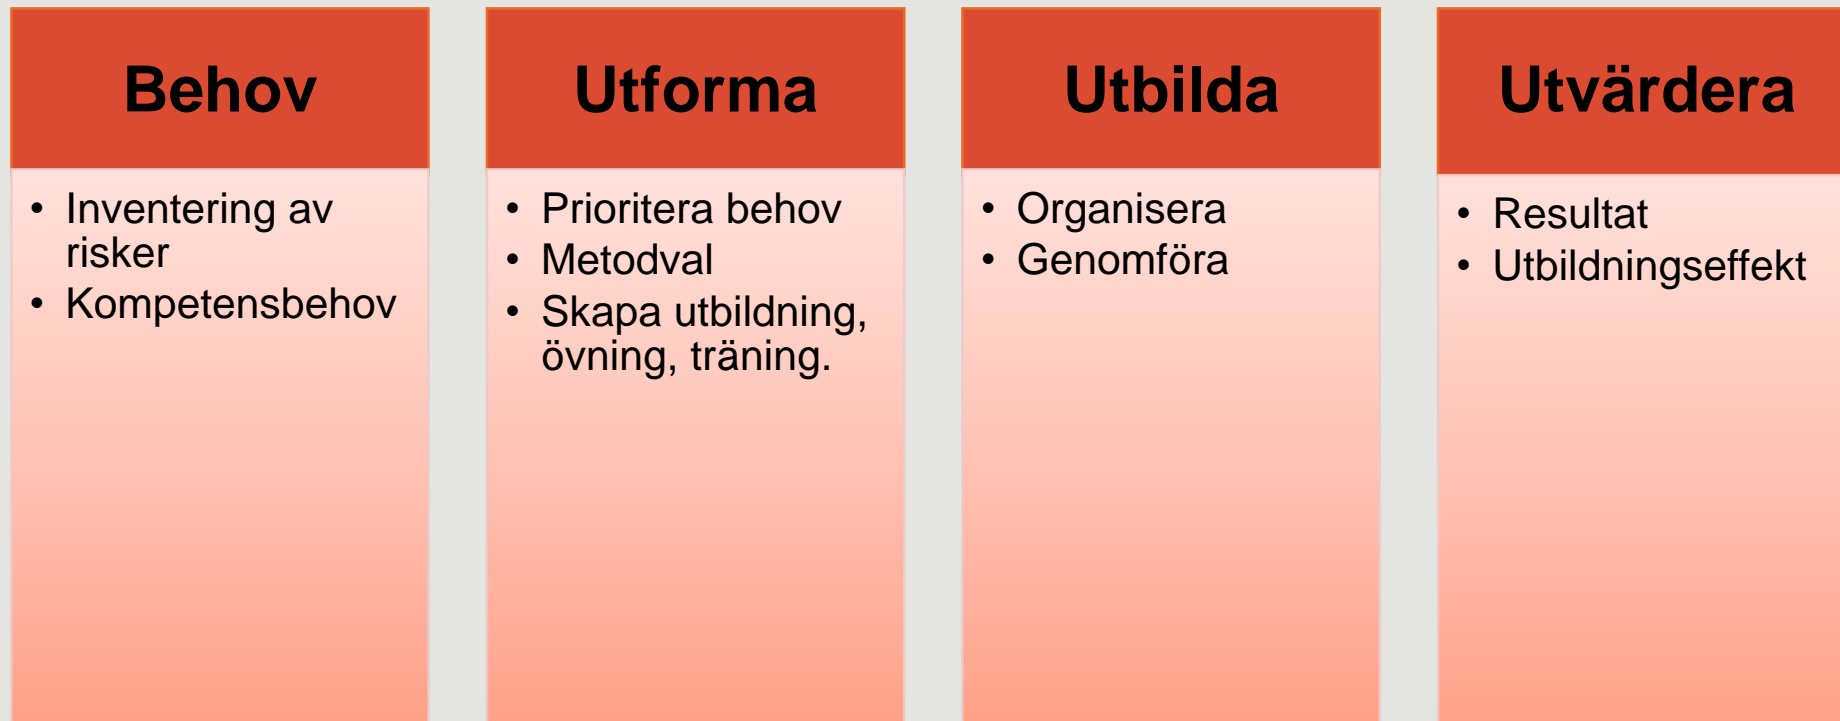 Behov
• Inventering av
risker
• Kompetensbehov
Utforma
• Prioritera behov
• Metodval
• Skapa utbildning,
övning, träning.
Utbilda
• Organisera
• Genomföra
Utvärdera
• Resultat
• Utbildningseffekt